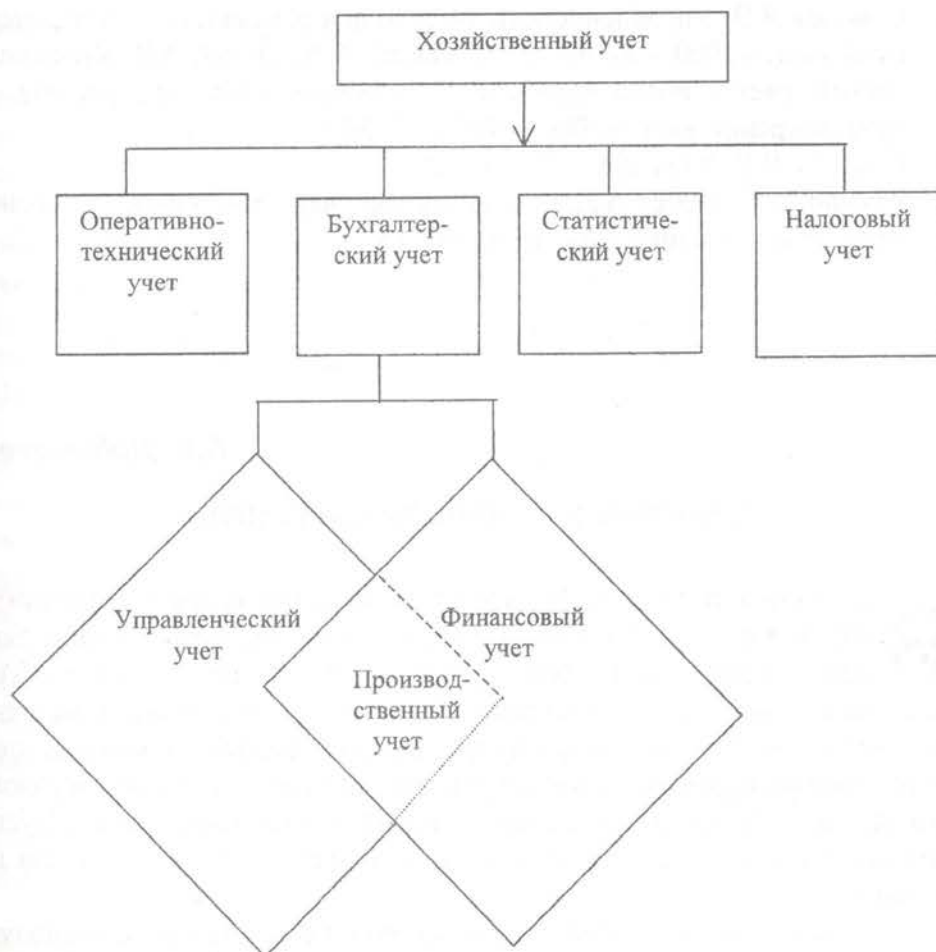 Хозяйственный учет
Оперативно-
технический
учет
Бухгалтер-
ский учет
Статистиче-
ский учет
Налоговый
учет
Управленческий
учет
Финансовый
учет
Производ-
ственный
учет